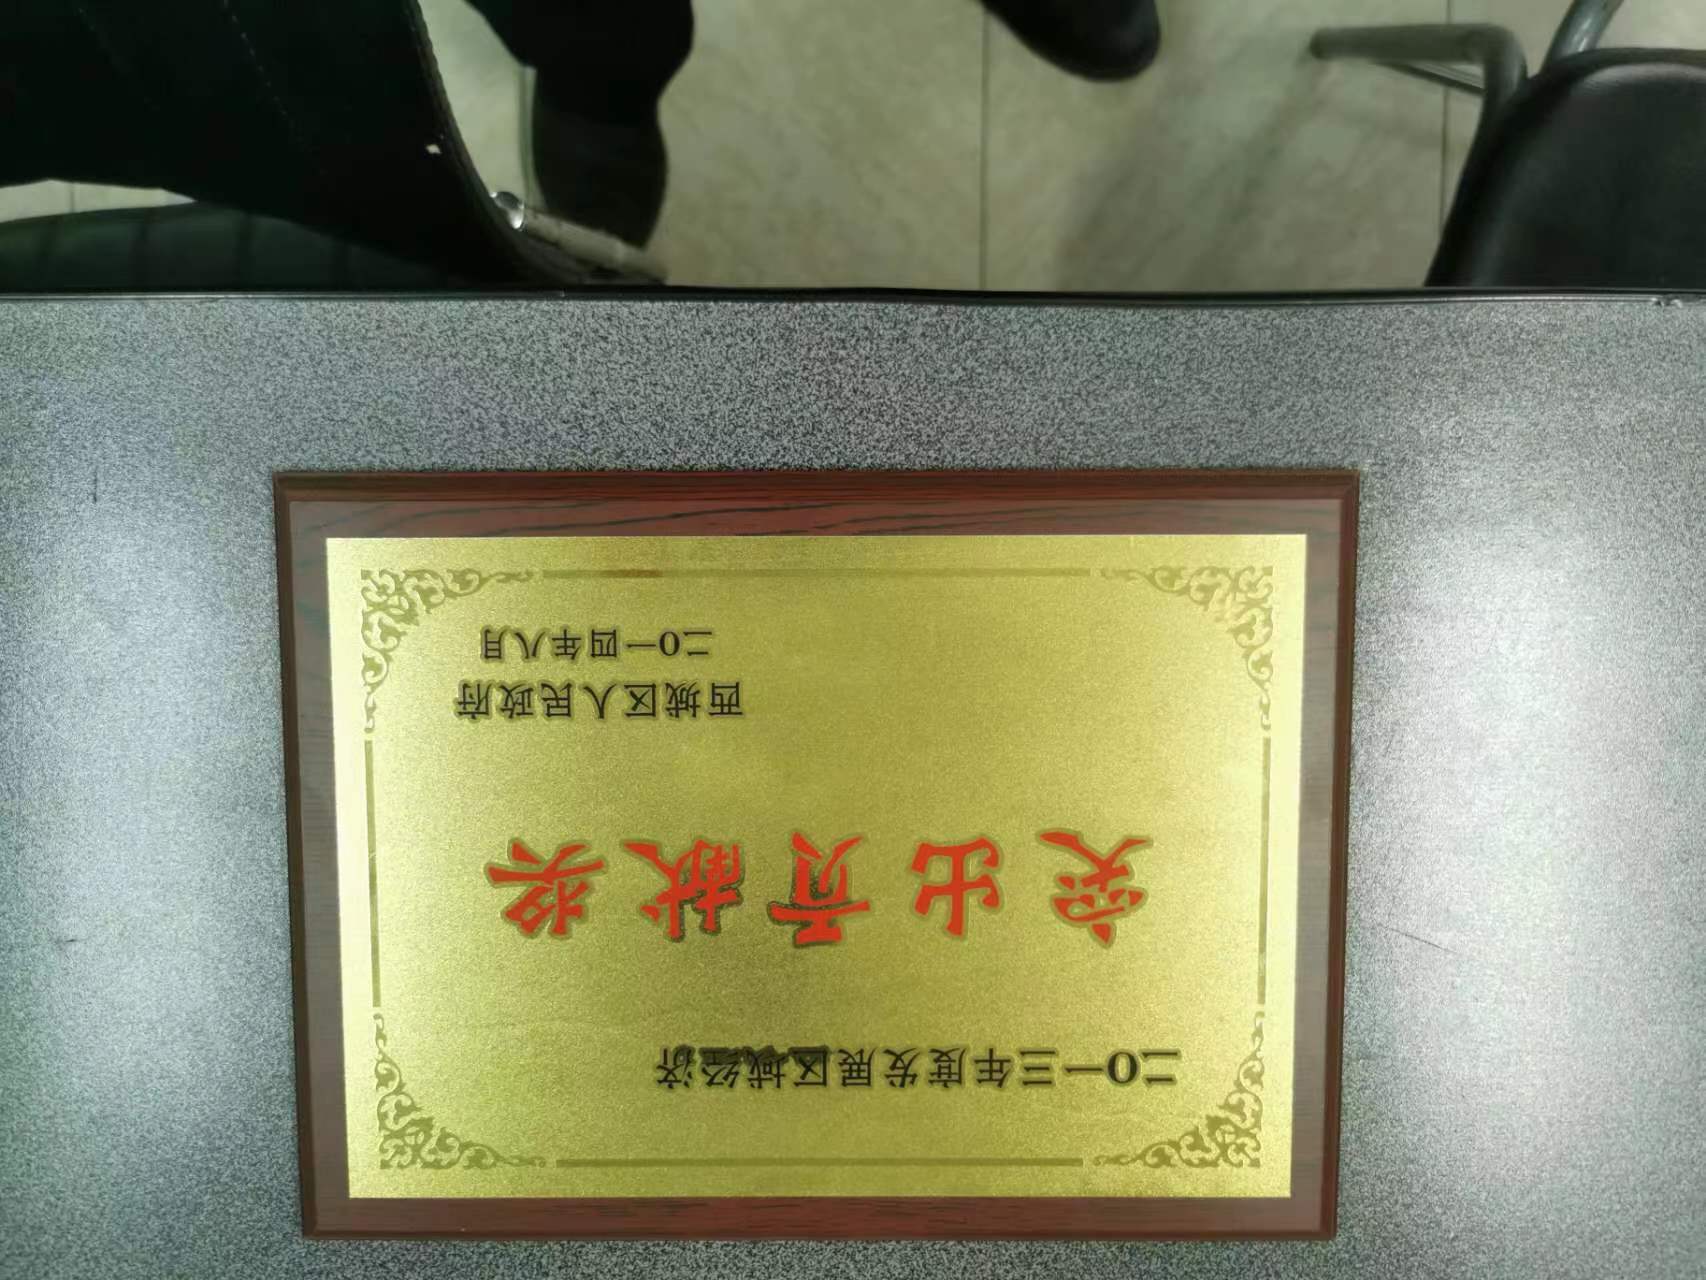 二〇一三年度发展区域经济
突出贡献奖
西城区人民政府
二〇一四年八月